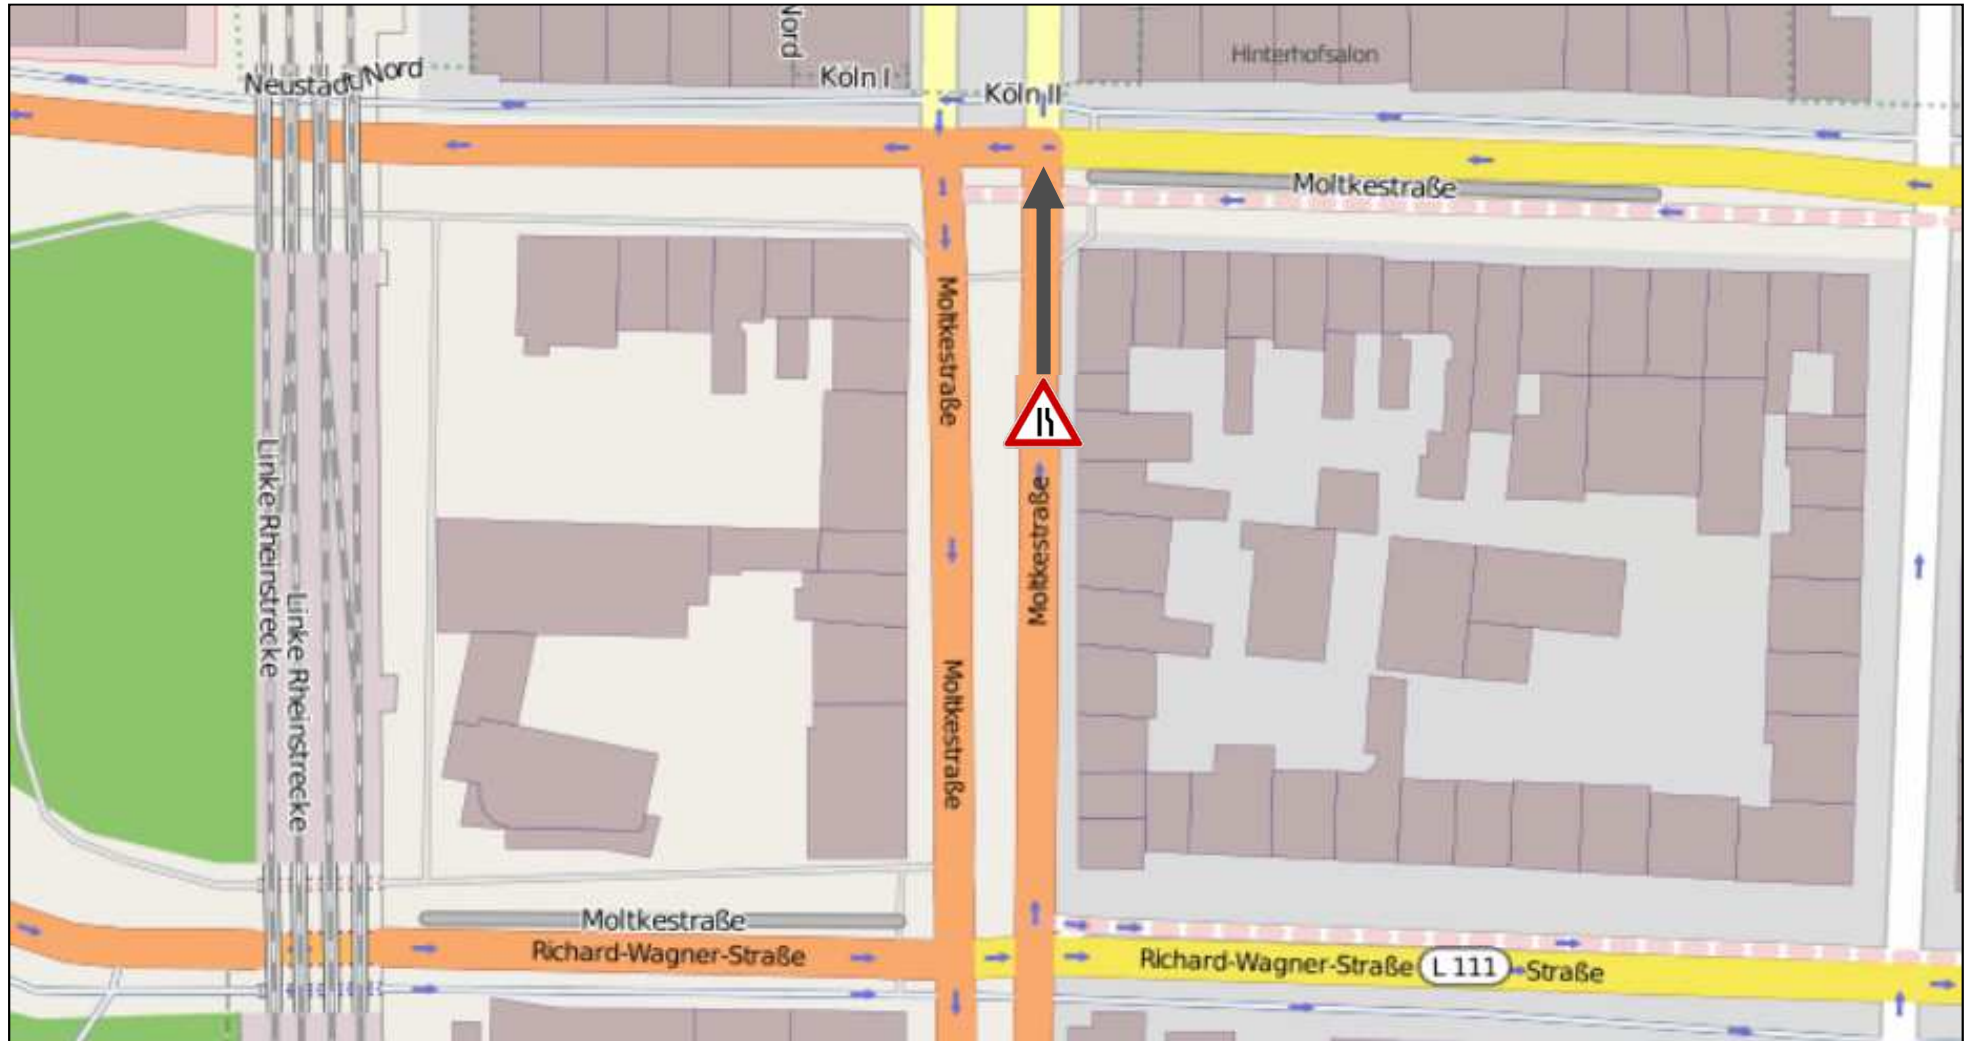 Nord
Hinterhofsalon
Neustadt/Nord
Köln I
Köln II
Moltkestraße
Moltkestraße
Moltkestraße
Linke Rheinstrecke
Linke Rheinstrecke
Moltkestraße
Moltkestraße
Richard-Wagner-Straße
Richard-Wagner-Straße
L 111
Straße